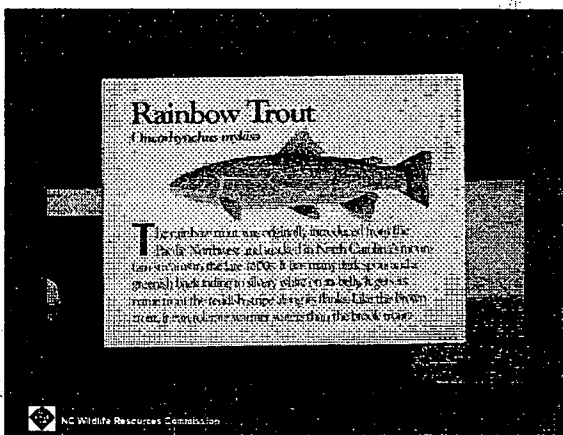 Rainbow Trout
Oncorhynchus mykiss
The rainbow trout was originally introduced from the
Pacific Northwest and stocked in North Carolina's moun-
tain streams in the late 1800s. It has many dark spots and a
greenish back fading to silvery white on its belly. It gets its
name from the reddish stripe along its flanks. Like the brown
trout, it can tolerate warmer waters than the brook trout.
NC Wildlife Resources Commission